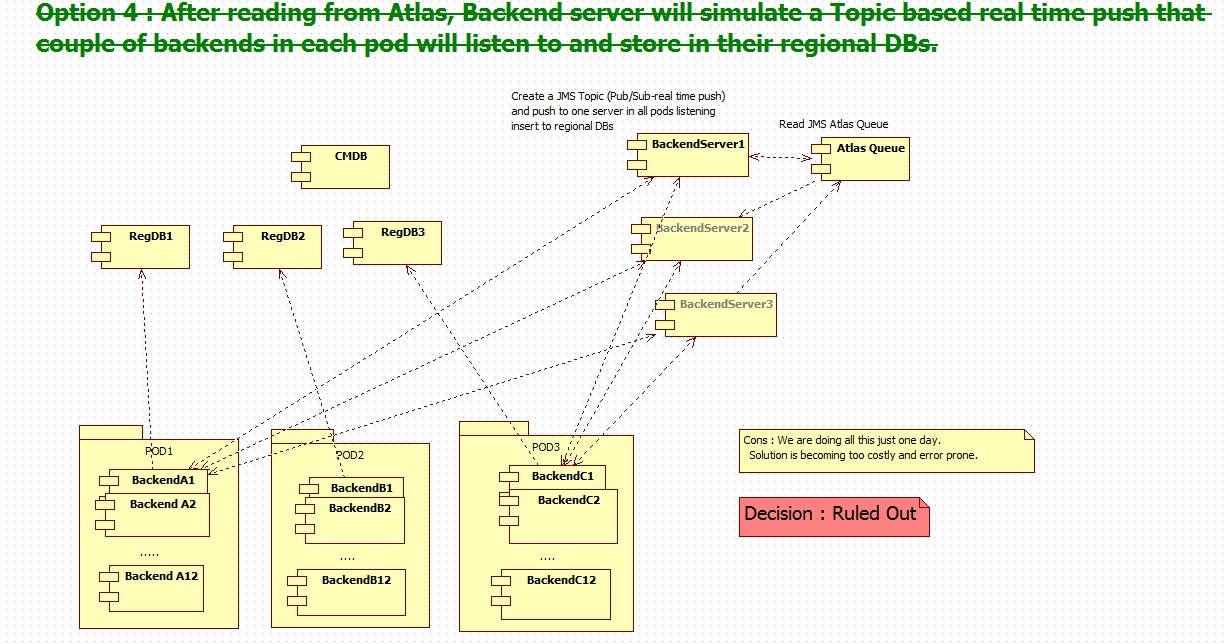 Option 4 : After reading from Atlas, Backend server will simulate a Topic based real time push that
couple of backends in each pod will listen to and store in their regional DBs.
Create a JMS Topic (Pub/Sub-real time push)
and push to one server in all pods listening
insert to regional DBs
Read JMS Atlas Queue
BackendServer1
Atlas Queue
CMDB
BackendServer2
RegDB1
RegDB2
RegDB3
BackendServer3
POD1
BackendA1
Backend A2
.....
Backend A12
POD2
BackendB1
BackendB2
....
BackendB12
POD3
BackendC1
BackendC2
....
BackendC12
Cons : We are doing all this just one day.
Solution is becoming too costly and error prone.
Decision : Ruled Out